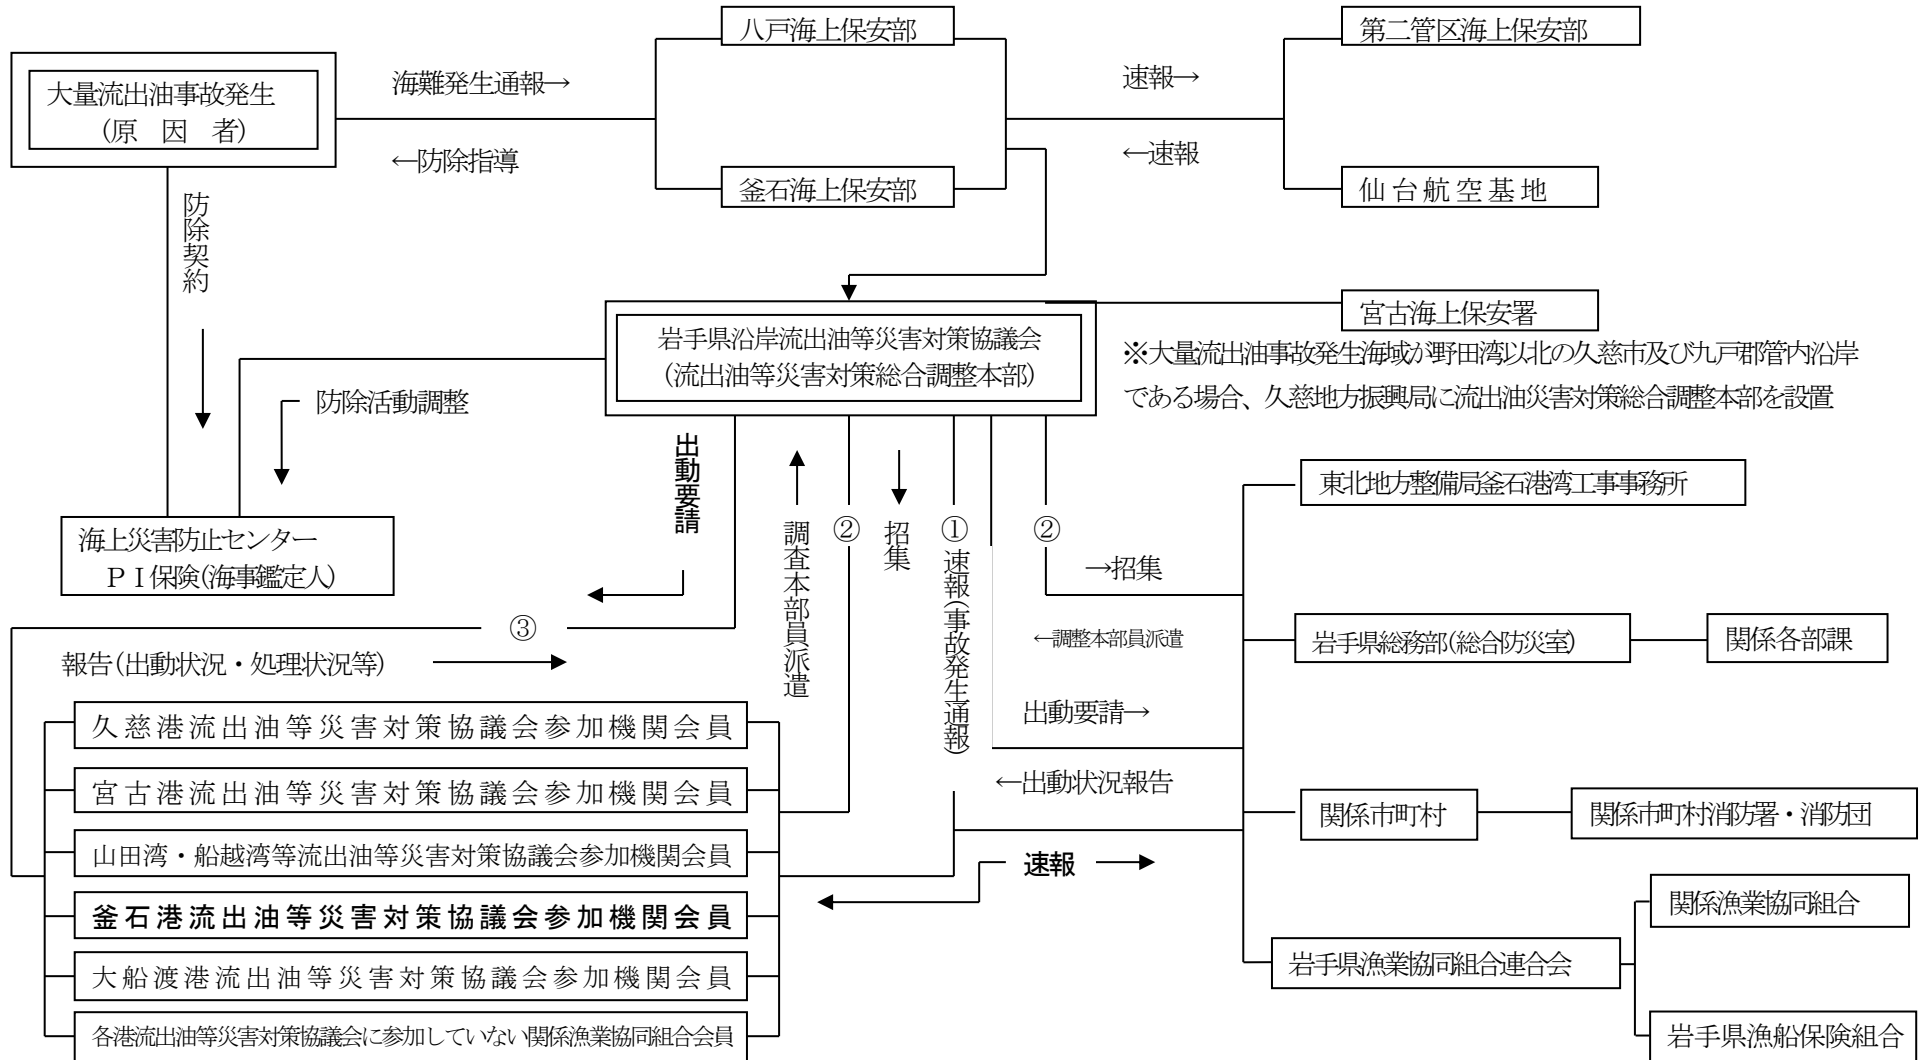 八戸海上保安部
第二管区海上保安部
大量流出油事故発生
(原　因　者)
海難発生通報→
速報→
←防除指導
←速報
釜石海上保安部
仙台航空基地
防除契約
宮古海上保安署
岩手県沿岸流出油等災害対策協議会
(流出油等災害対策総合調整本部)
※大量流出油事故発生海域が野田湾以北の久慈市及び九戸郡管内沿岸
である場合、久慈地方振興局に流出油災害対策総合調整本部を設置
防除活動調整
出動要請
東北地方整備局釜石港湾工事事務所
調査本部員派遣
②
招集
①速報(事故発生通報)
②
海上災害防止センター
ＰＩ保険(海事鑑定人)
→招集
③
←調整本部員派遣
岩手県総務部(総合防災室)
関係各部課
報告(出動状況・処理状況等)
出動要請→
久慈港流出油等災害対策協議会参加機関会員
←出動状況報告
宮古港流出油等災害対策協議会参加機関会員
関係市町村
関係市町村消防署・消防団
山田湾・船越湾等流出油等災害対策協議会参加機関会員
速報
釜石港流出油等災害対策協議会参加機関会員
関係漁業協同組合
大船渡港流出油等災害対策協議会参加機関会員
岩手県漁業協同組合連合会
各港流出油等災害対策協議会に参加していない関係漁業協同組合会員
岩手県漁船保険組合